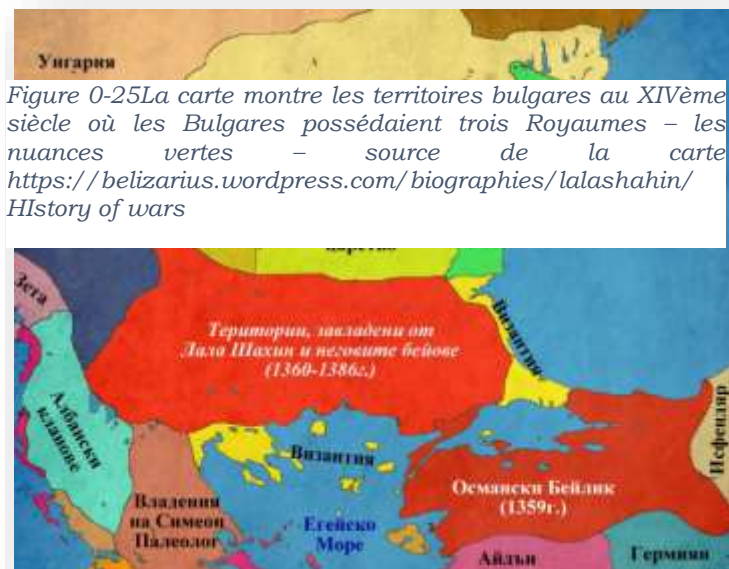 Унгария
Figure 0-25La carte montre les territoires bulgares au XIVème
siècle où les Bulgares possédaient trois Royaumes – les
nuances vertes – source de la carte
https://belizarius.wordpress.com/biographies/lalashahin/
HIstory of wars
Зета
Територии, завладени от
Лала Шахин и неговите бейове
(1360-1386г.)
Византия
Албански
кланове
Византия
Исфендяр
Османски Бейлик
(1359г.)
Владения
на Симеон
Палеолог
Егейско
Море
Айдън
Гермиян